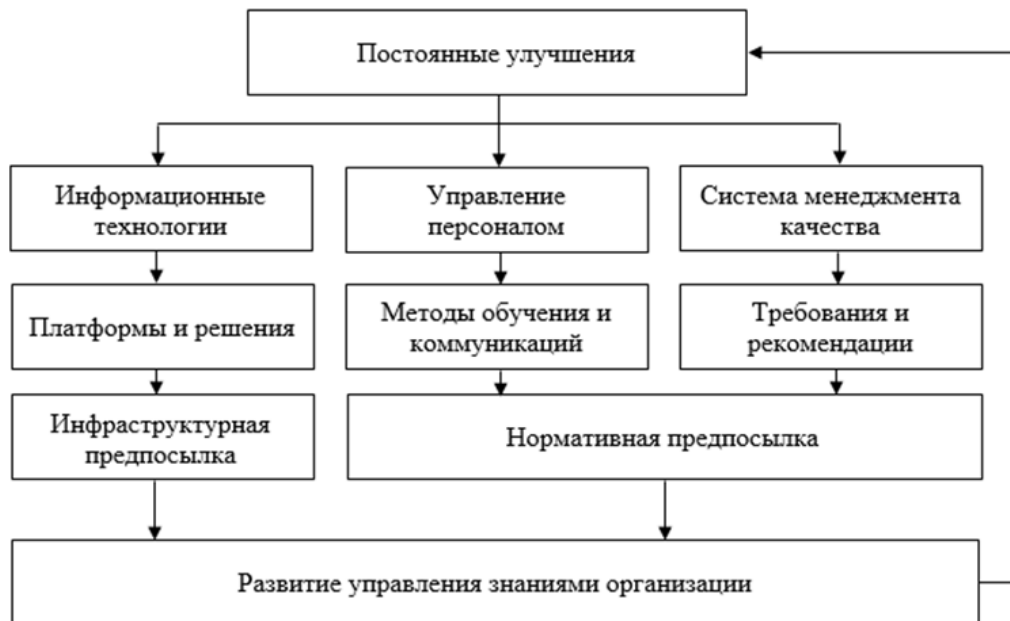 Постоянные улучшения
Информационные
технологии
Управление
персоналом
Система менеджмента
качества
Платформы и решения
Методы обучения и
коммуникаций
Требования и
рекомендации
Инфраструктурная
предпосылка
Нормативная предпосылка
Развитие управления знаниями организации